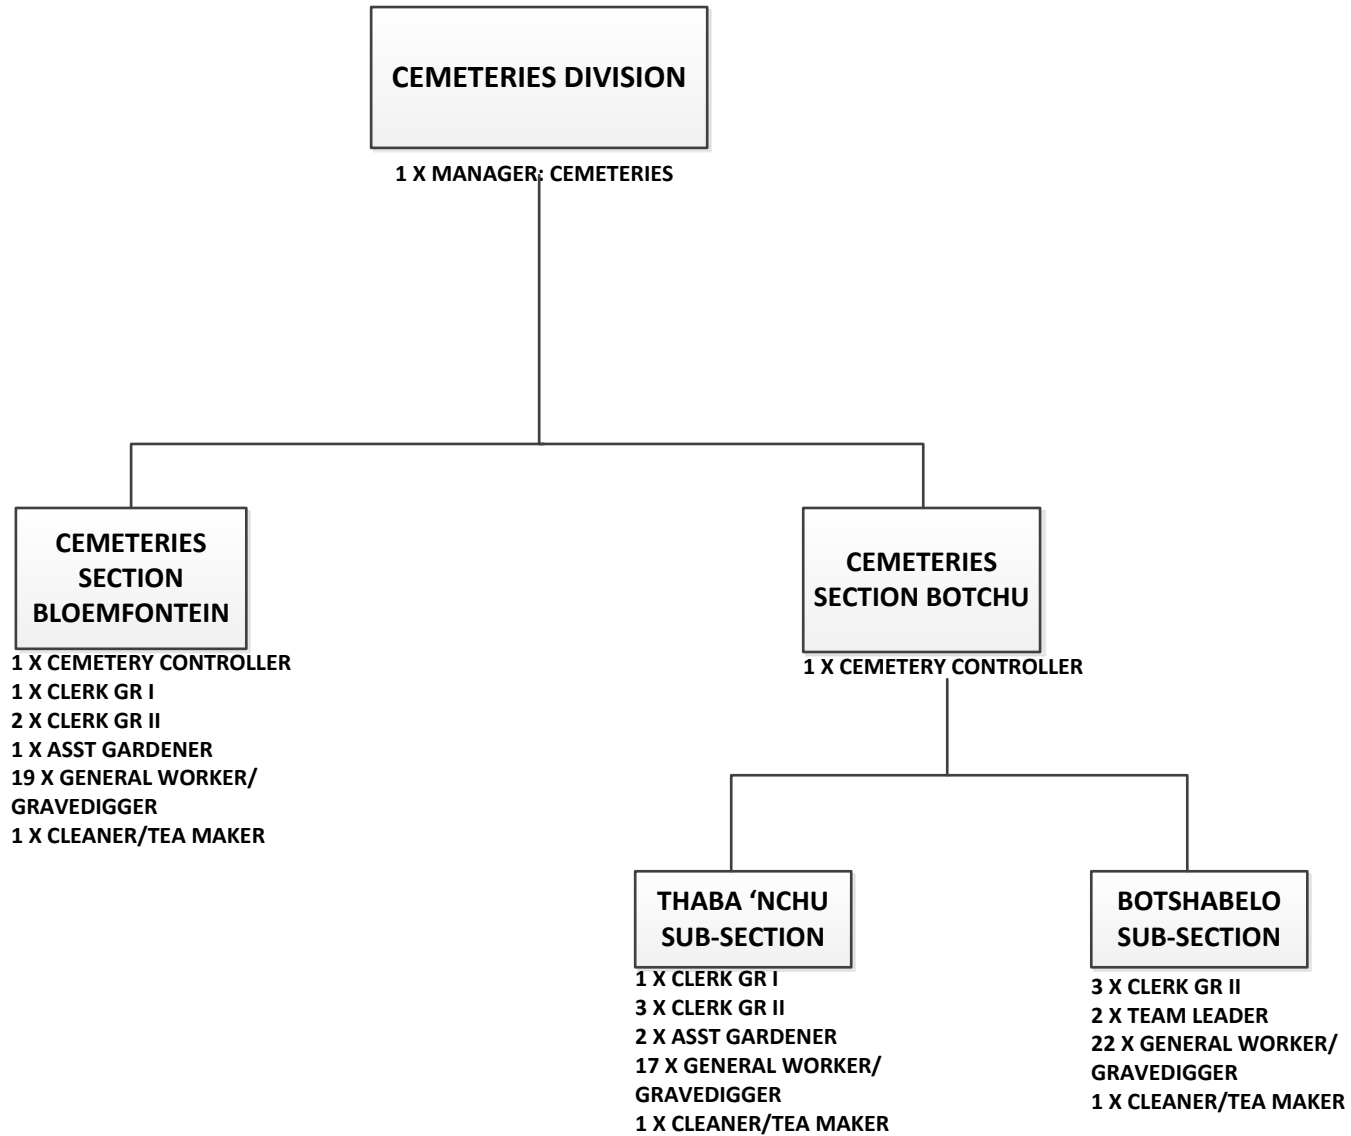 CEMETERIES DIVISION
1 X MANAGER: CEMETERIES
CEMETERIES
SECTION
BLOEMFONTEIN
1 X CEMETERY CONTROLLER
1 X CLERK GR I
2 X CLERK GR II
1 X ASST GARDENER
19 X GENERAL WORKER/
GRAVEDIGGER
1 X CLEANER/TEA MAKER
CEMETERIES
SECTION BOTCHU
1 X CEMETERY CONTROLLER
THABA ‘NCHU
SUB-SECTION
1 X CLERK GR I
3 X CLERK GR II
2 X ASST GARDENER
17 X GENERAL WORKER/
GRAVEDIGGER
1 X CLEANER/TEA MAKER
BOTSHABELO
SUB-SECTION
3 X CLERK GR II
2 X TEAM LEADER
22 X GENERAL WORKER/
GRAVEDIGGER
1 X CLEANER/TEA MAKER